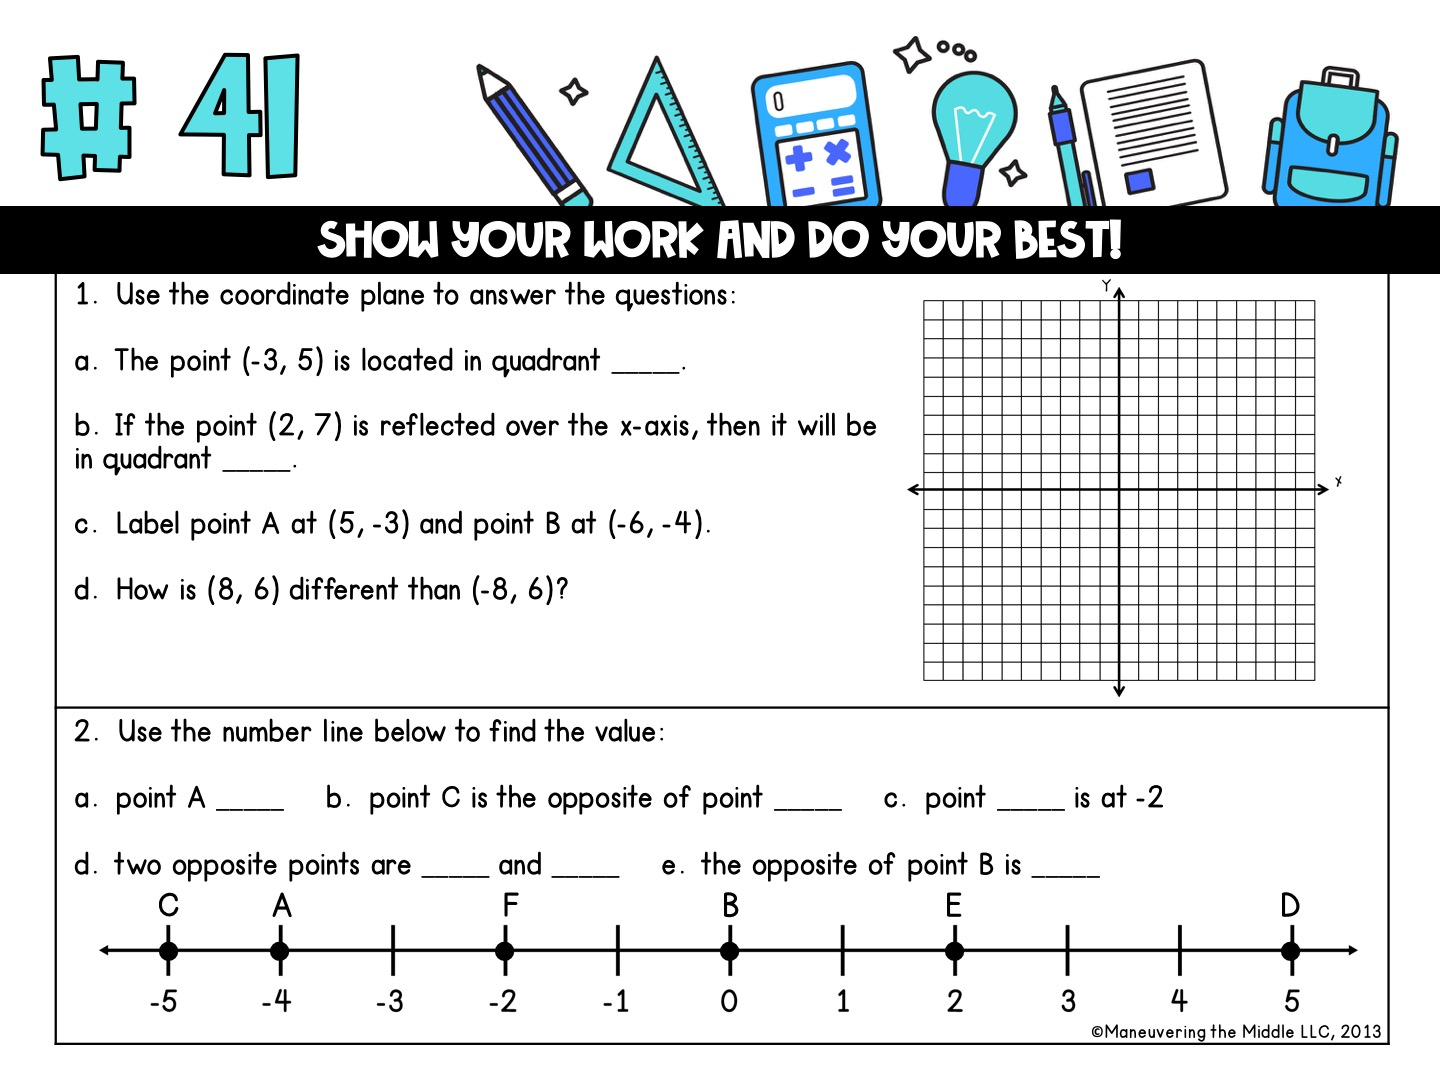 # 41
0
SHOW YOUR WORK AND DO YOUR BEST!
1. Use the coordinate plane to answer the questions:
a. The point (-3, 5) is located in quadrant _____.
b. If the point (2, 7) is reflected over the x-axis, then it will be
in quadrant _____.
c. Label point A at (5, -3) and point B at (-6, -4).
d. How is (8, 6) different than (-8, 6)?
Y
X
2. Use the number line below to find the value:
a. point A _____ b. point C is the opposite of point _____ c. point _____ is at -2
d. two opposite points are _____ and _____ e. the opposite of point B is _____
C A F B E D
-5 -4 -3 -2 -1 0 1 2 3 4 5
©Maneuvering the Middle LLC, 2013